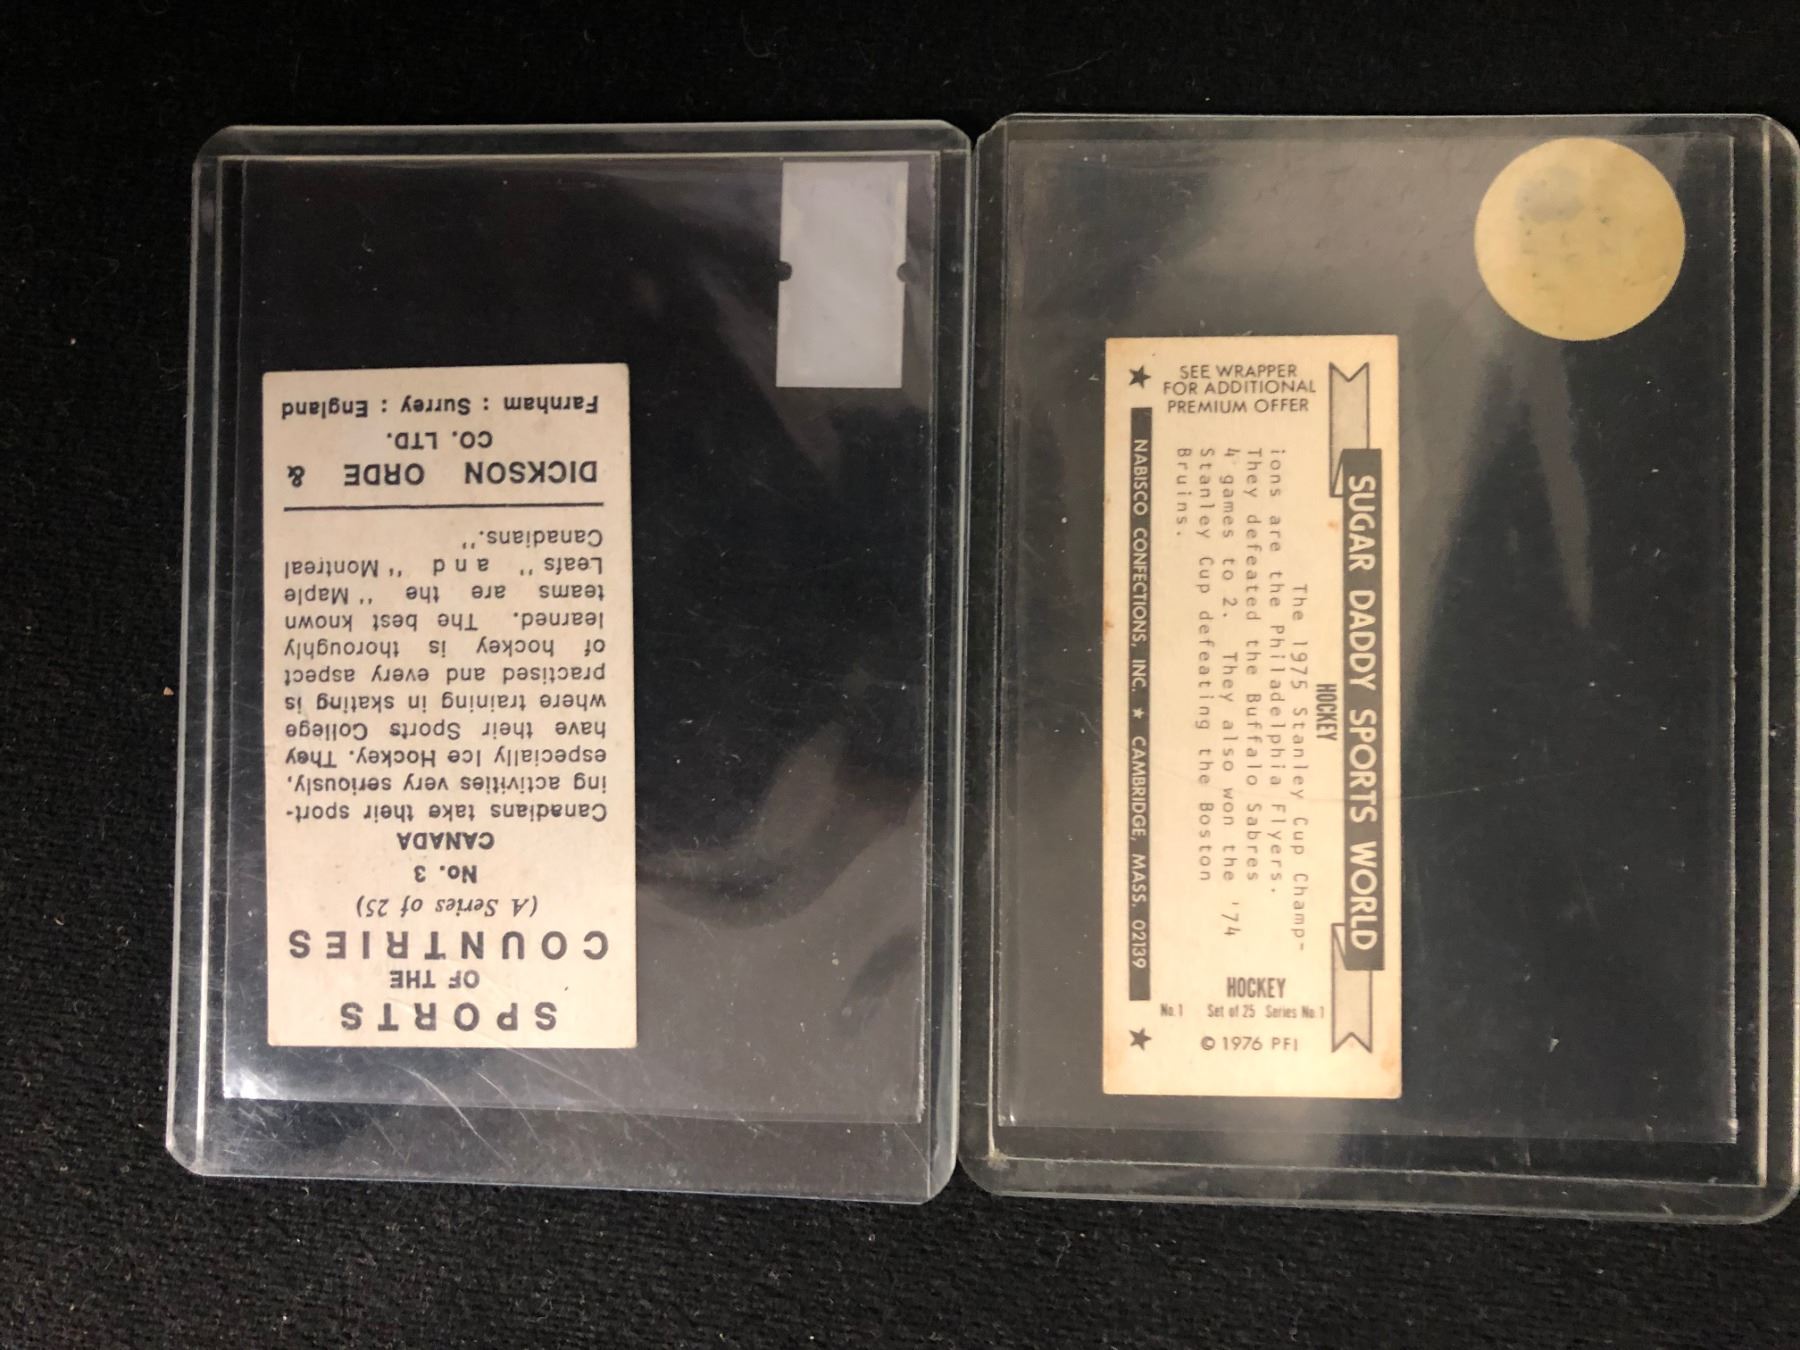 SPORTS
OF THE
COUNTRIES
(A Series of 25)
No. 3
CANADA
Canadians take their sport-
ing activities very seriously,
especially Ice Hockey. They
have their Sports College
where training in skating is
practised and every aspect
of hockey is thoroughly
learned. The best known
teams are the "Maple
Leafs" and "Montreal
Canadians."
DICKSON ORDE &
CO. LTD.
Farnham : Surrey : England
SUGAR DADDY SPORTS WORLD
HOCKEY
The 1975 Stanley Cup Champ-
ions are the Philadelphia Flyers.
They defeated the Buffalo Sabres
4 games to 2. They also won the '74
Stanley Cup defeating the Boston
Bruins.
NABISCO CONFECTIONS, INC. ★ CAMBRIDGE, MASS. 02139
SEE WRAPPER
FOR ADDITIONAL
PREMIUM OFFER
HOCKEY
No. 1 Set of 25 Series No. 1
© 1976 PFI